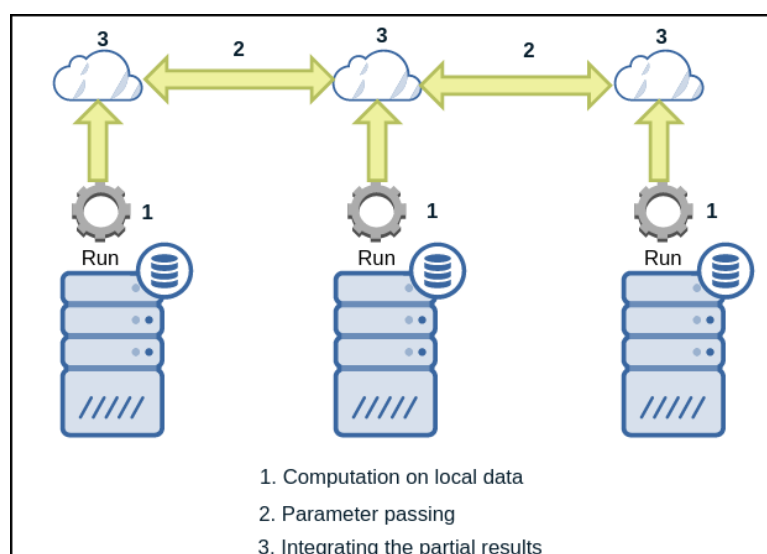 3 2 3 2 3
1 1 1
Run Run Run
1. Computation on local data
2. Parameter passing
3. Integrating the partial results